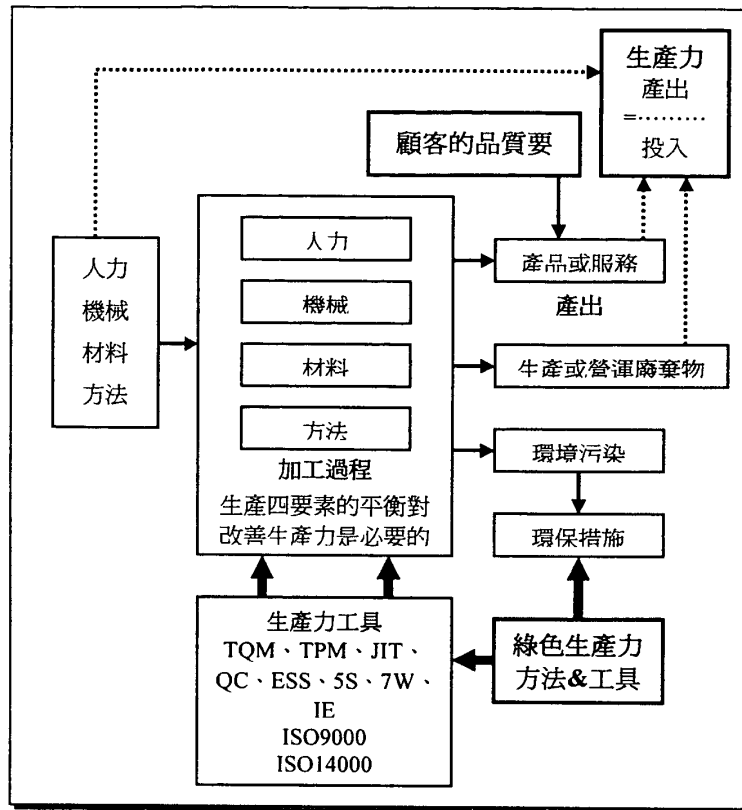 生產力
產出
=·········
投入
顧客的品質要
人力
機械
材料
方法
人力
機械
材料
方法
加工過程
生產四要素的平衡對
改善生產力是必要的
產品或服務
產出
生產或營運廢棄物
環境污染
環保措施
生產力工具
TQM、TPM、JIT、
QC、ESS、5S、7W、
IE
ISO9000
ISO14000
綠色生產力
方法&工具